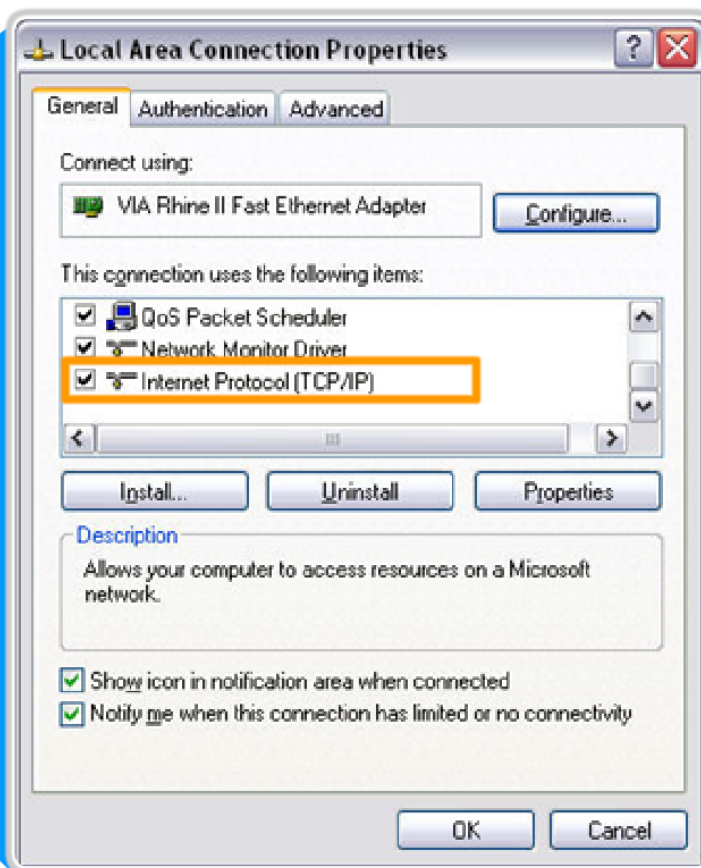 Local Area Connection Properties
General Authentication Advanced
Connect using:
VIA Rhine II Fast Ethernet Adapter
Configure...
This connection uses the following items:
QoS Packet Scheduler
Network Monitor Driver
Internet Protocol (TCP/IP)
Install... Uninstall Properties
Description
Allows your computer to access resources on a Microsoft
network.
Show icon in notification area when connected
Notify me when this connection has limited or no connectivity
OK Cancel